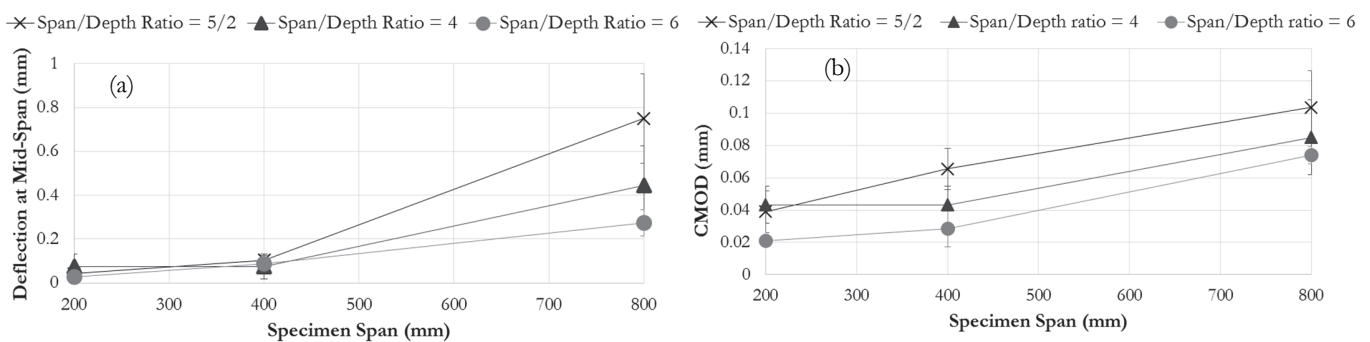 Span/Depth Ratio = 5/2 Span/Depth Ratio = 4 Span/Depth Ratio = 6
(a)
Deflection at Mid-Span (mm)
1
0.8
0.6
0.4
0.2
0
200 300 400 500 600 700 800
Specimen Span (mm)
Span/Depth Ratio = 5/2 Span/Depth ratio = 4 Span/Depth ratio = 6
(b)
CMOD (mm)
0.14
0.12
0.1
0.08
0.06
0.04
0.02
0
200 300 400 500 600 700 800
Specimen Span (mm)